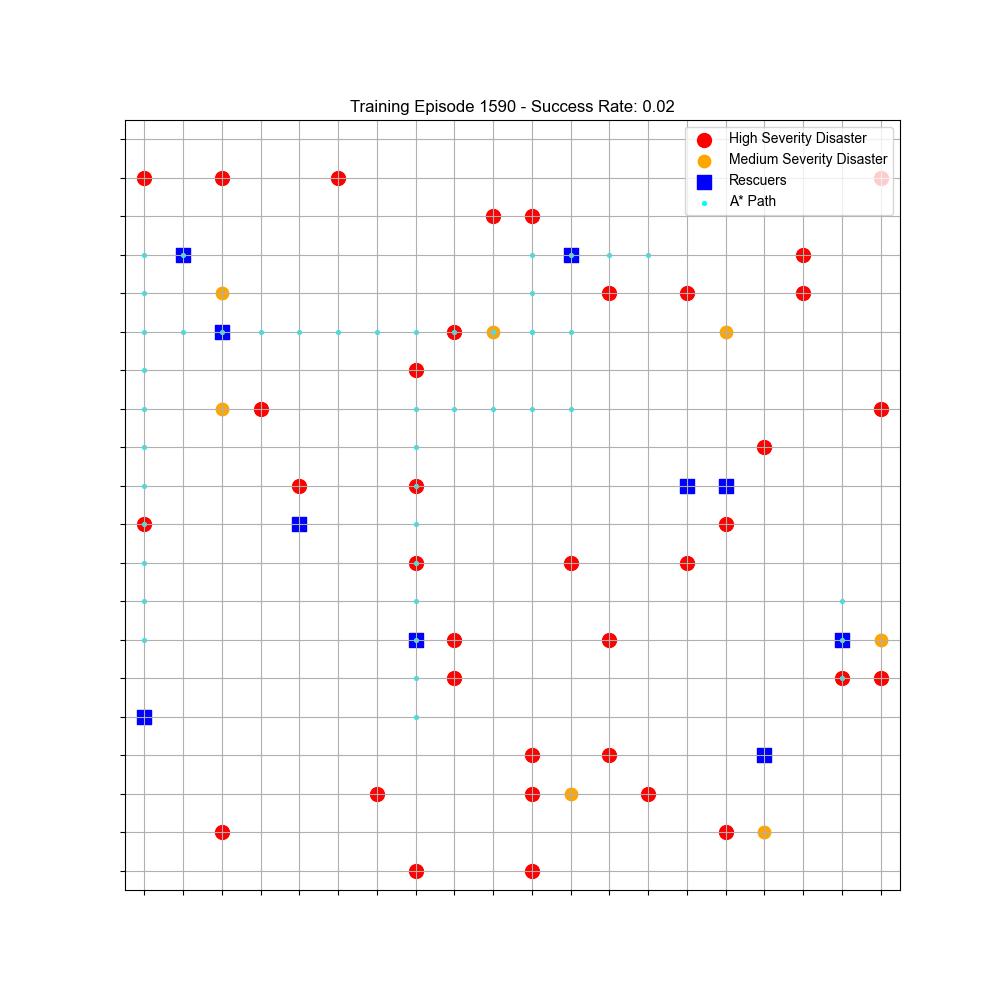 Training Episode 1590 - Success Rate: 0.02
High Severity Disaster
Medium Severity Disaster
Rescuers
A* Path